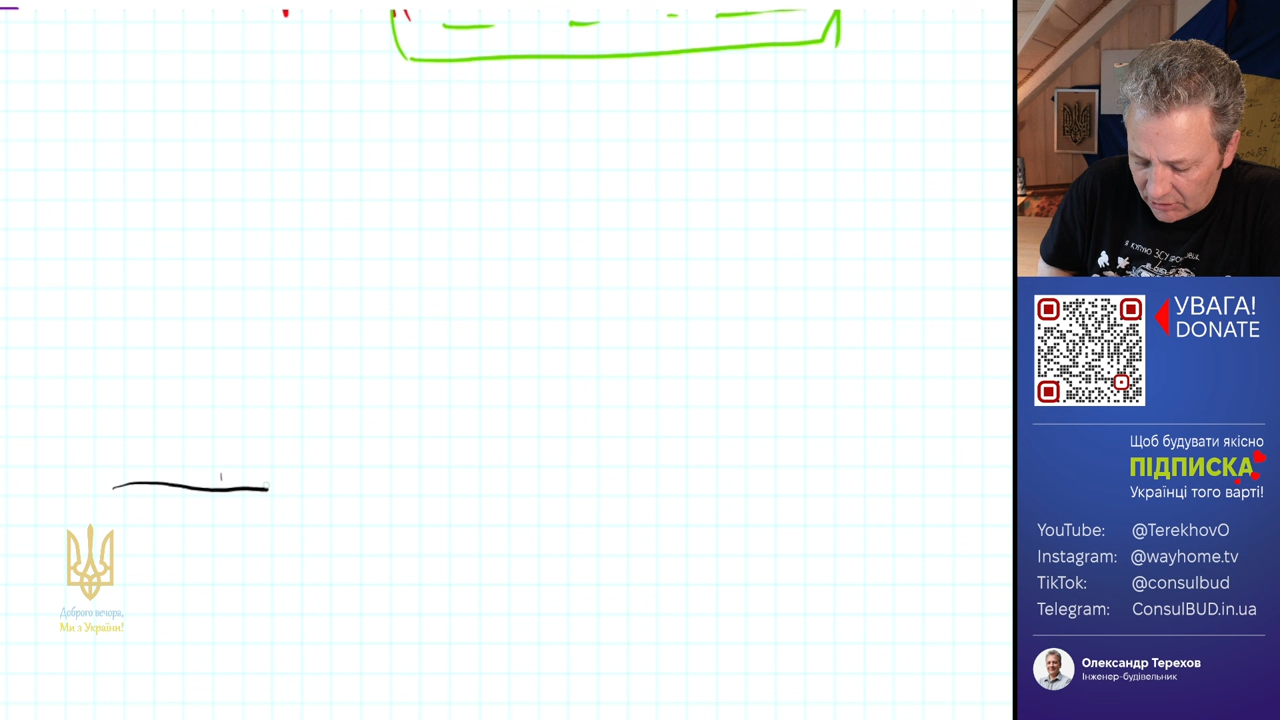 УВАГА!
DONATE
Щоб будувати якісно
ПІДПИСКА
Українці того варті!
YouTube: @TerekhovO
Instagram: @wayhome.tv
TikTok: @consulbud
Telegram: ConsulBUD.in.ua
Олександр Терехов
Інженер-будівельник
Доброго вечора,
Ми з України!